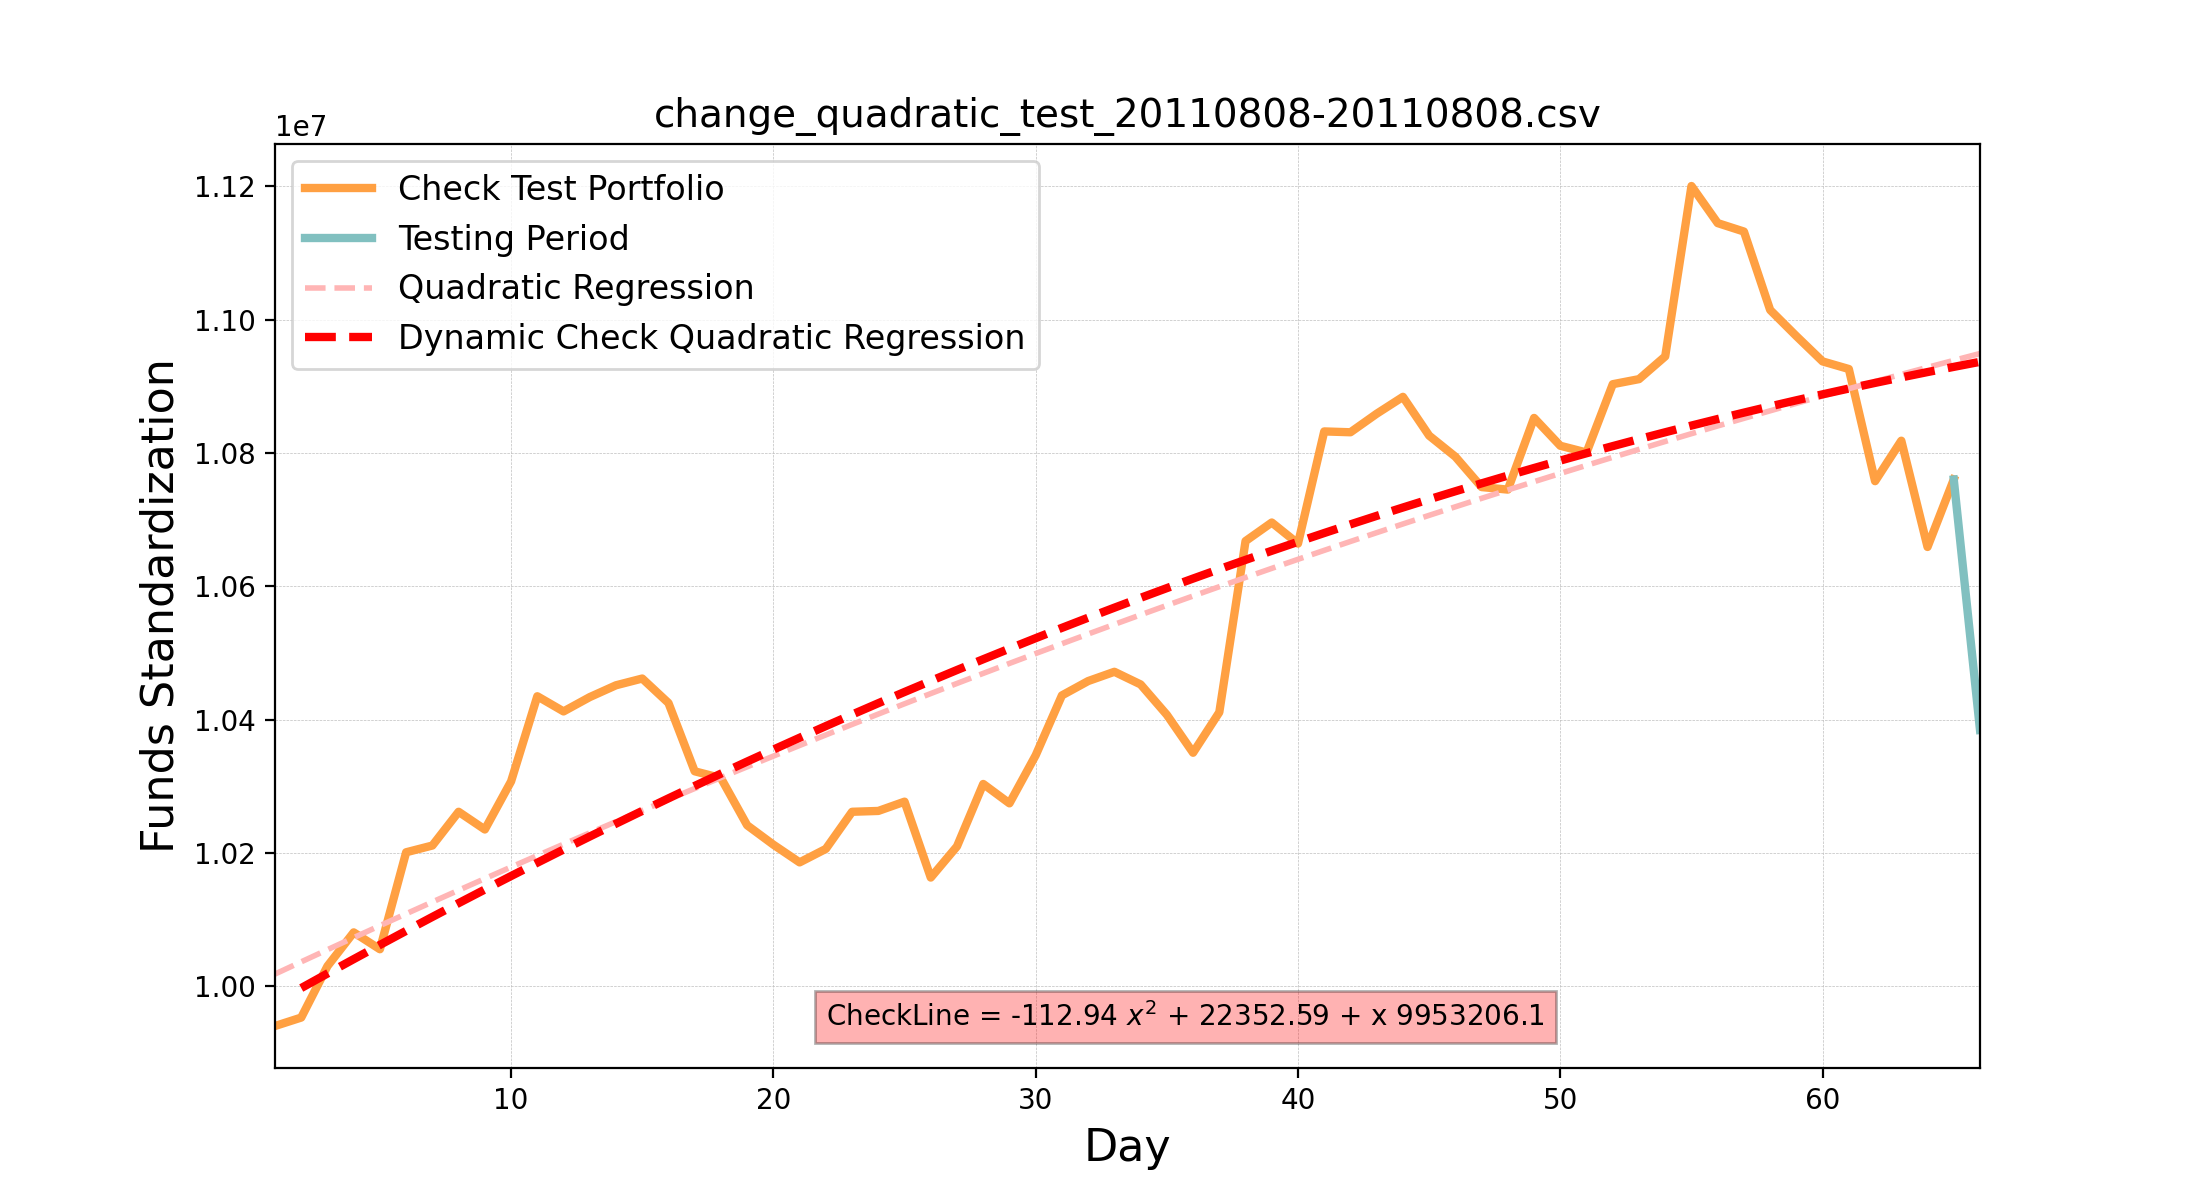 change_quadratic_test_20110808-20110808.csv
1e7
Check Test Portfolio
Testing Period
Quadratic Regression
Dynamic Check Quadratic Regression
Funds Standardization
1.12
1.10
1.08
1.06
1.04
1.02
1.00
CheckLine = -112.94 x² + 22352.59 + x 9953206.1
10 20 30 40 50 60
Day